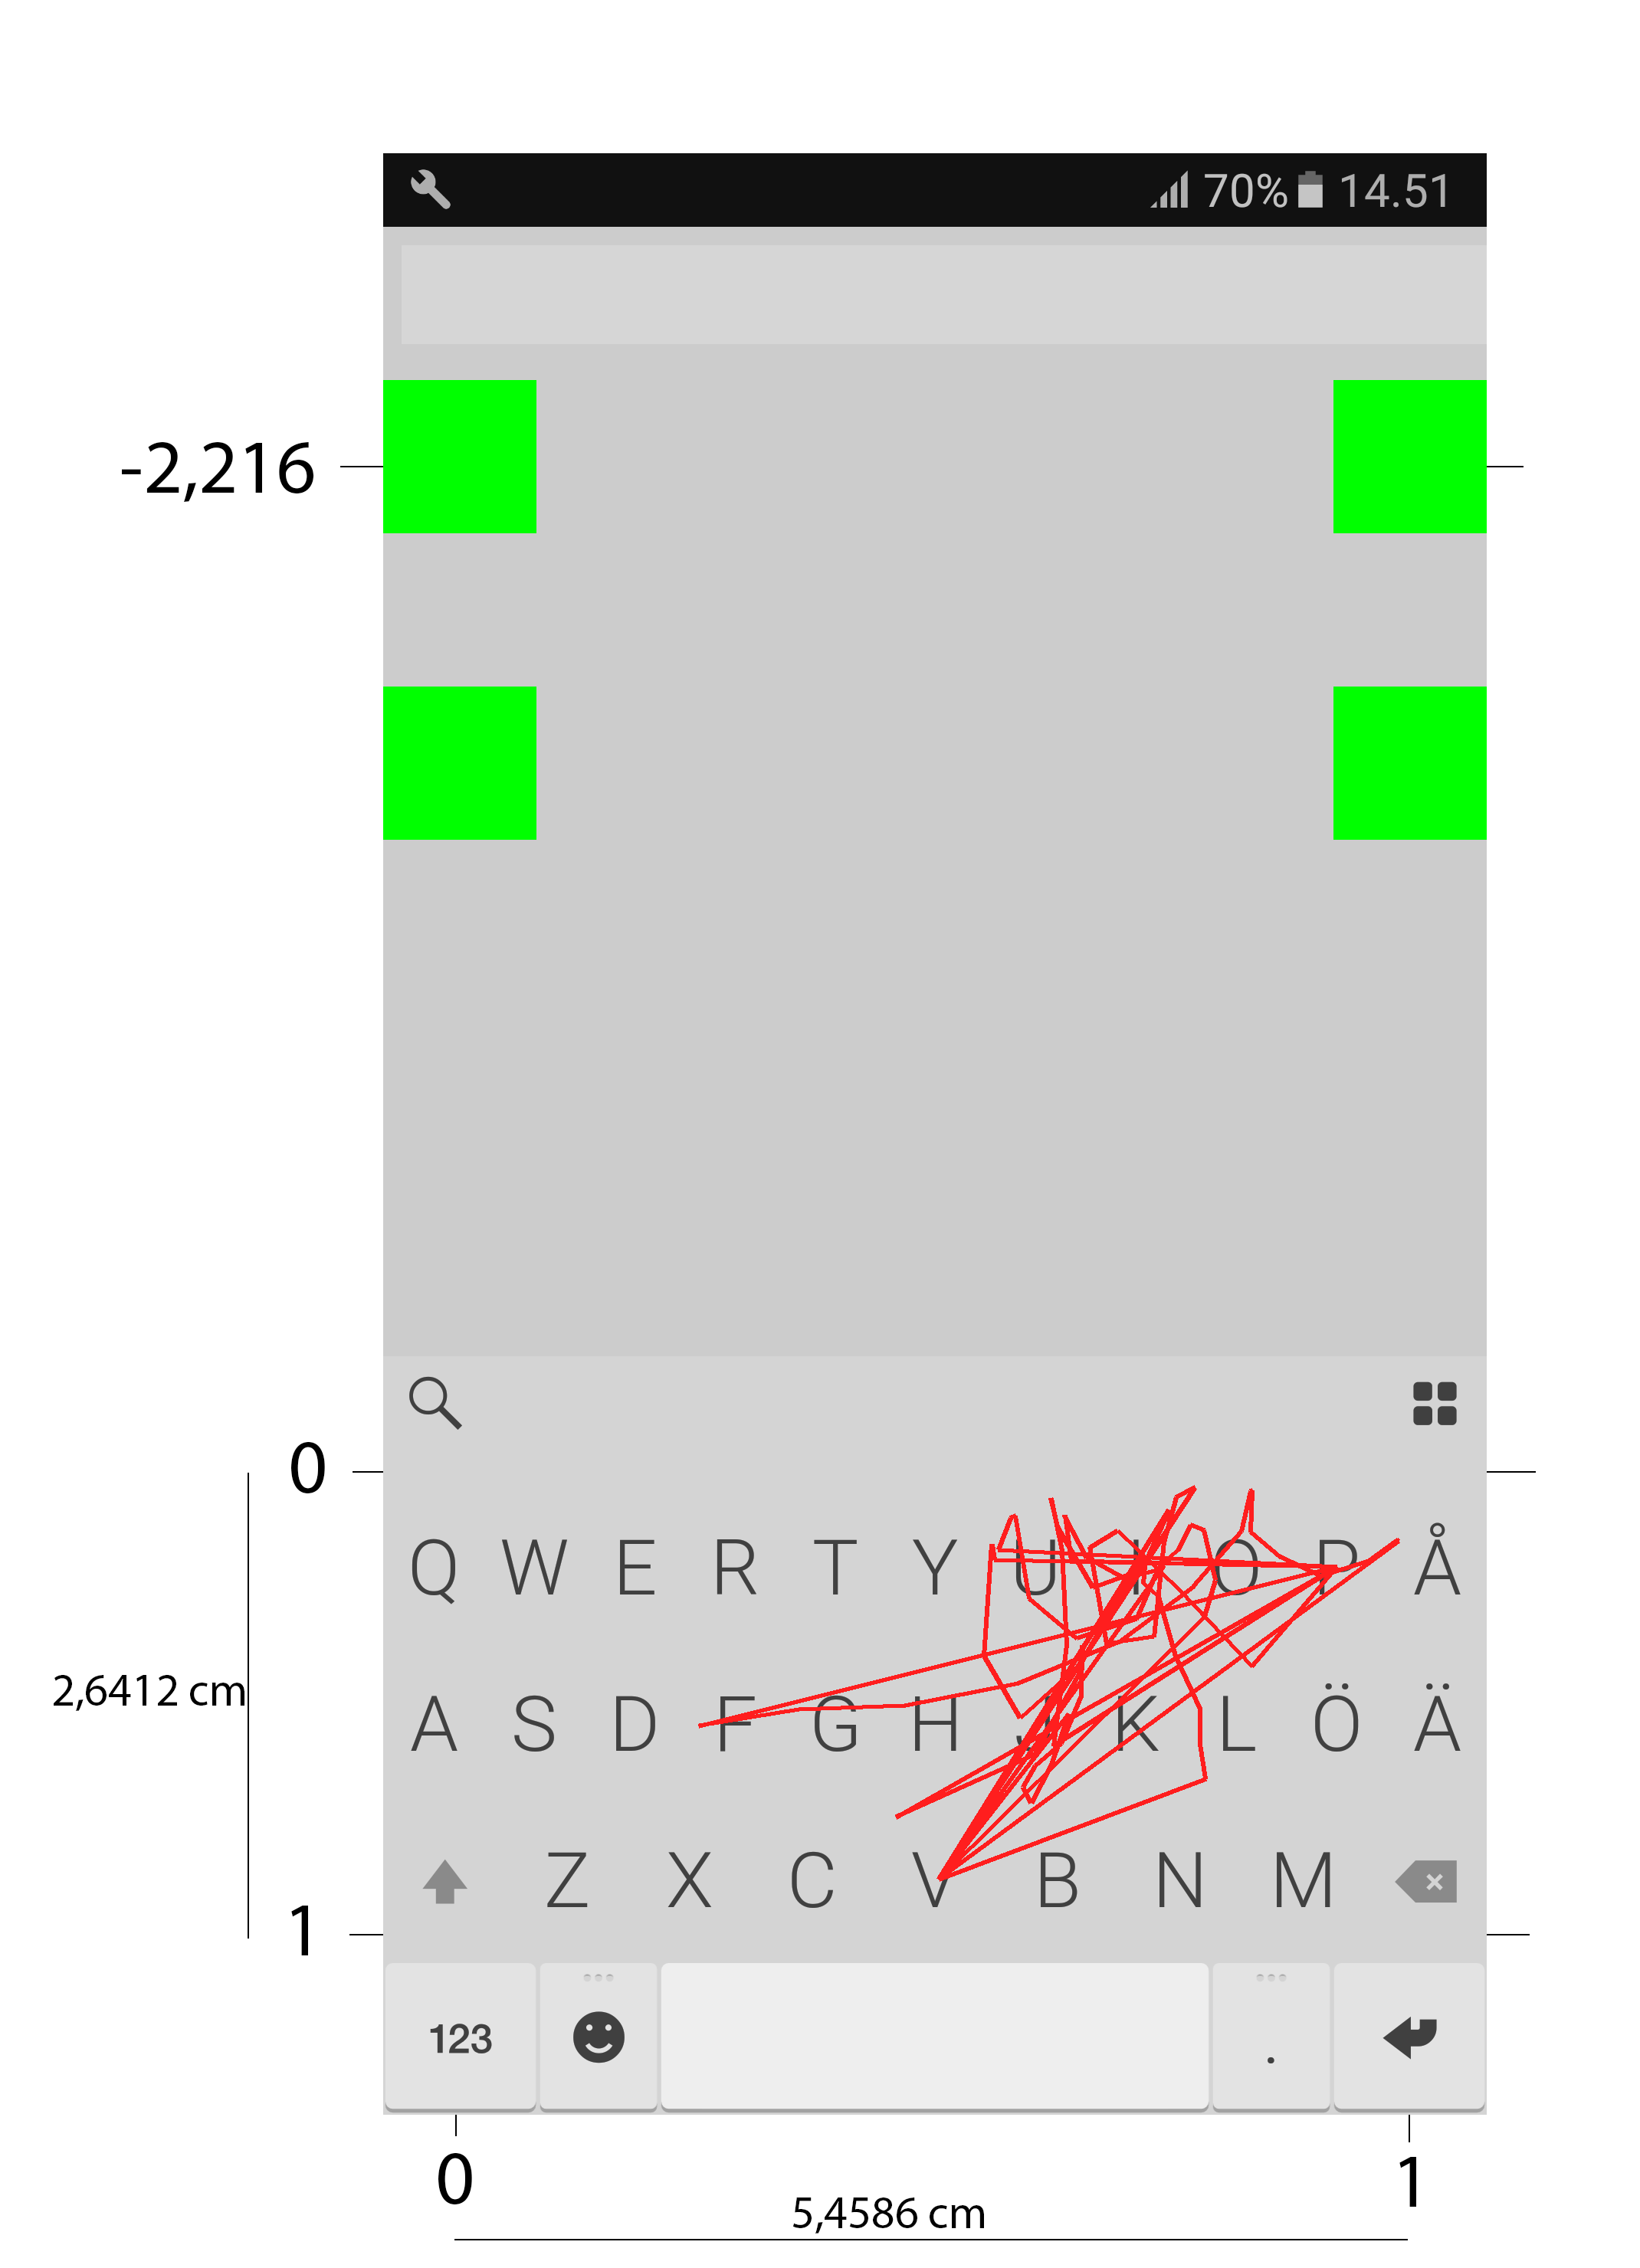 70% 14.51
-2,216
0
Q W E R T Y U I O P Å
2,6412 cm
A S D F G H J K L Ö Ä
Z X C V B N M
1
123 .
0 1
5,4586 cm